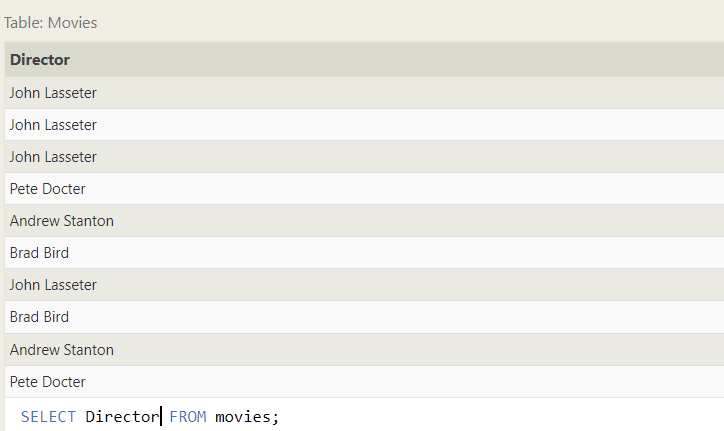 Table: Movies
Director
John Lasseter
John Lasseter
John Lasseter
Pete Docter
Andrew Stanton
Brad Bird
John Lasseter
Brad Bird
Andrew Stanton
Pete Docter
SELECT Director FROM movies;